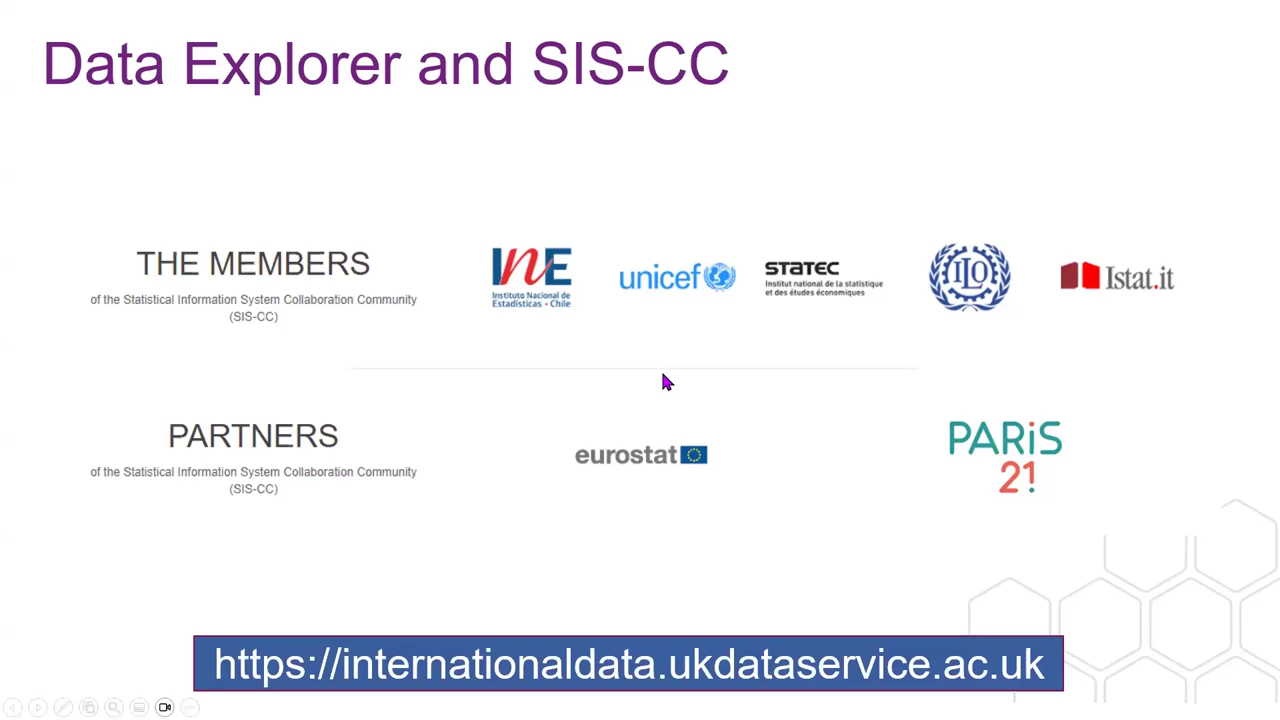 Data Explorer and SIS-CC
THE MEMBERS
of the Statistical Information System Collaboration Community
(SIS-CC)
INE
Instituto Nacional de
Estadísticas • Chile
unicef
STATEC
Institut national de la statistique
et des études économiques
ILO
Istat.it
PARTNERS
of the Statistical Information System Collaboration Community
(SIS-CC)
eurostat
PARiS
21
https://internationaldata.ukdataservice.ac.uk